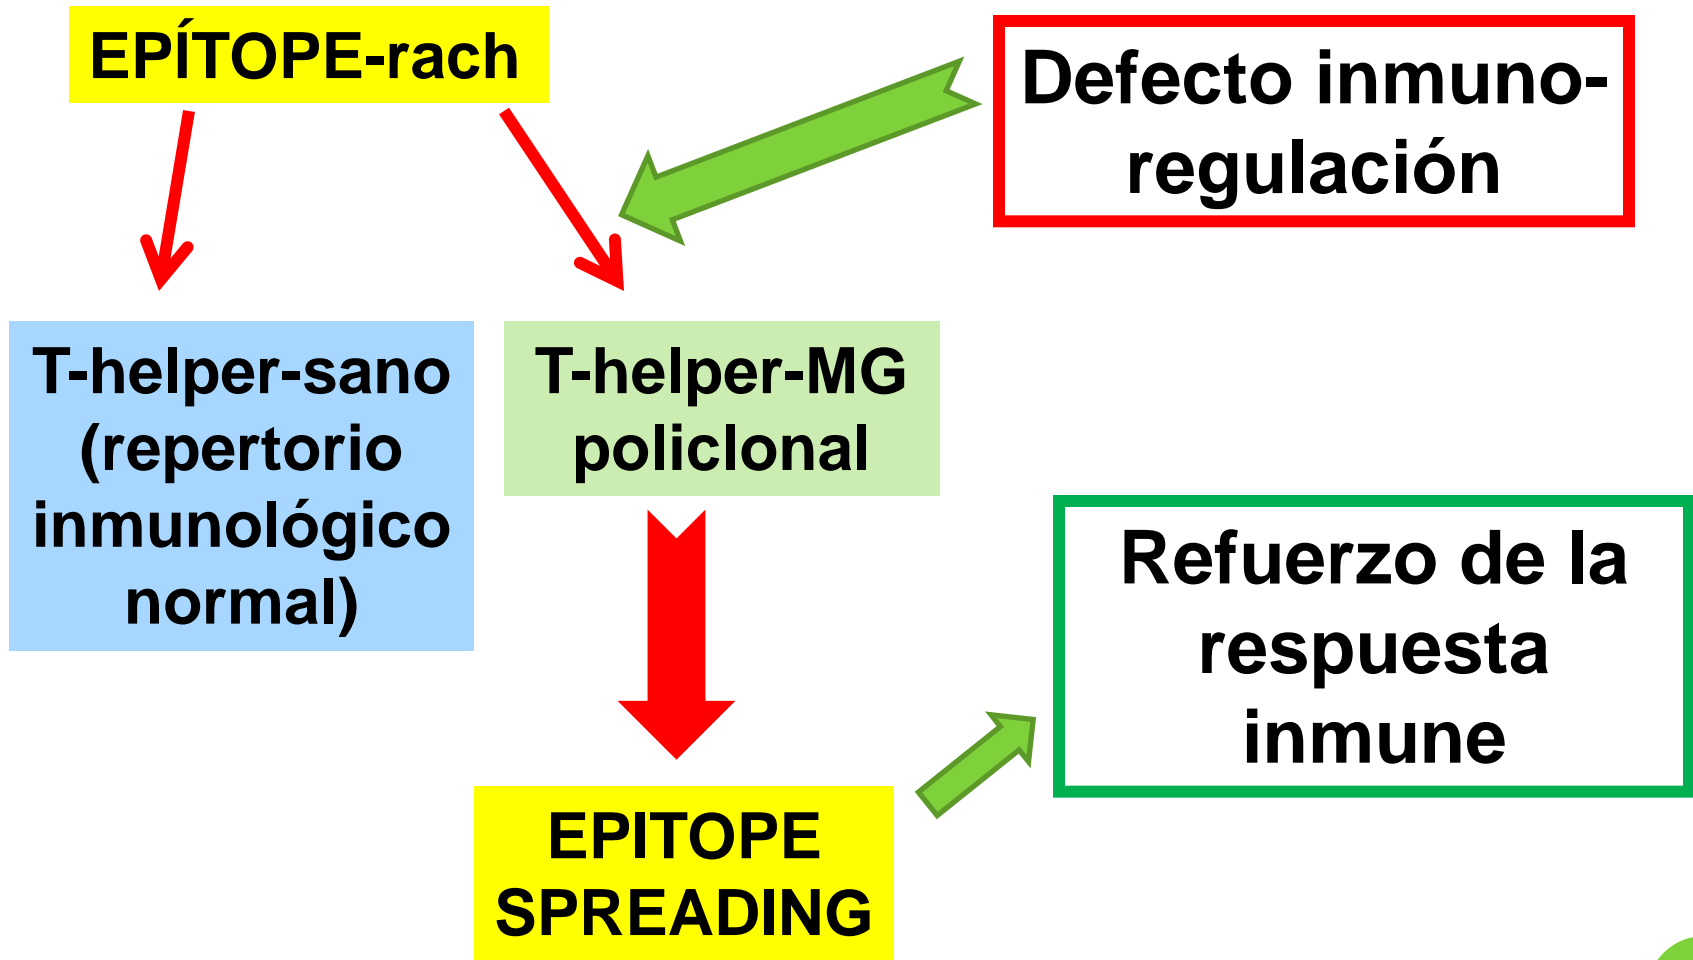 EPÍTOPE-rach
Defecto inmuno-
regulación
T-helper-sano
(repertorio
inmunológico
normal)
T-helper-MG
policlonal
Refuerzo de la
respuesta
inmune
EPITOPE
SPREADING